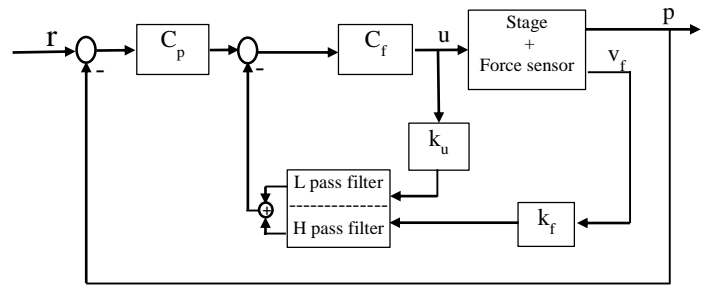 r
-
C_p
-
C_f
u
Stage
+
Force sensor
p
v_f
k_u
L pass filter
+
H pass filter
k_f